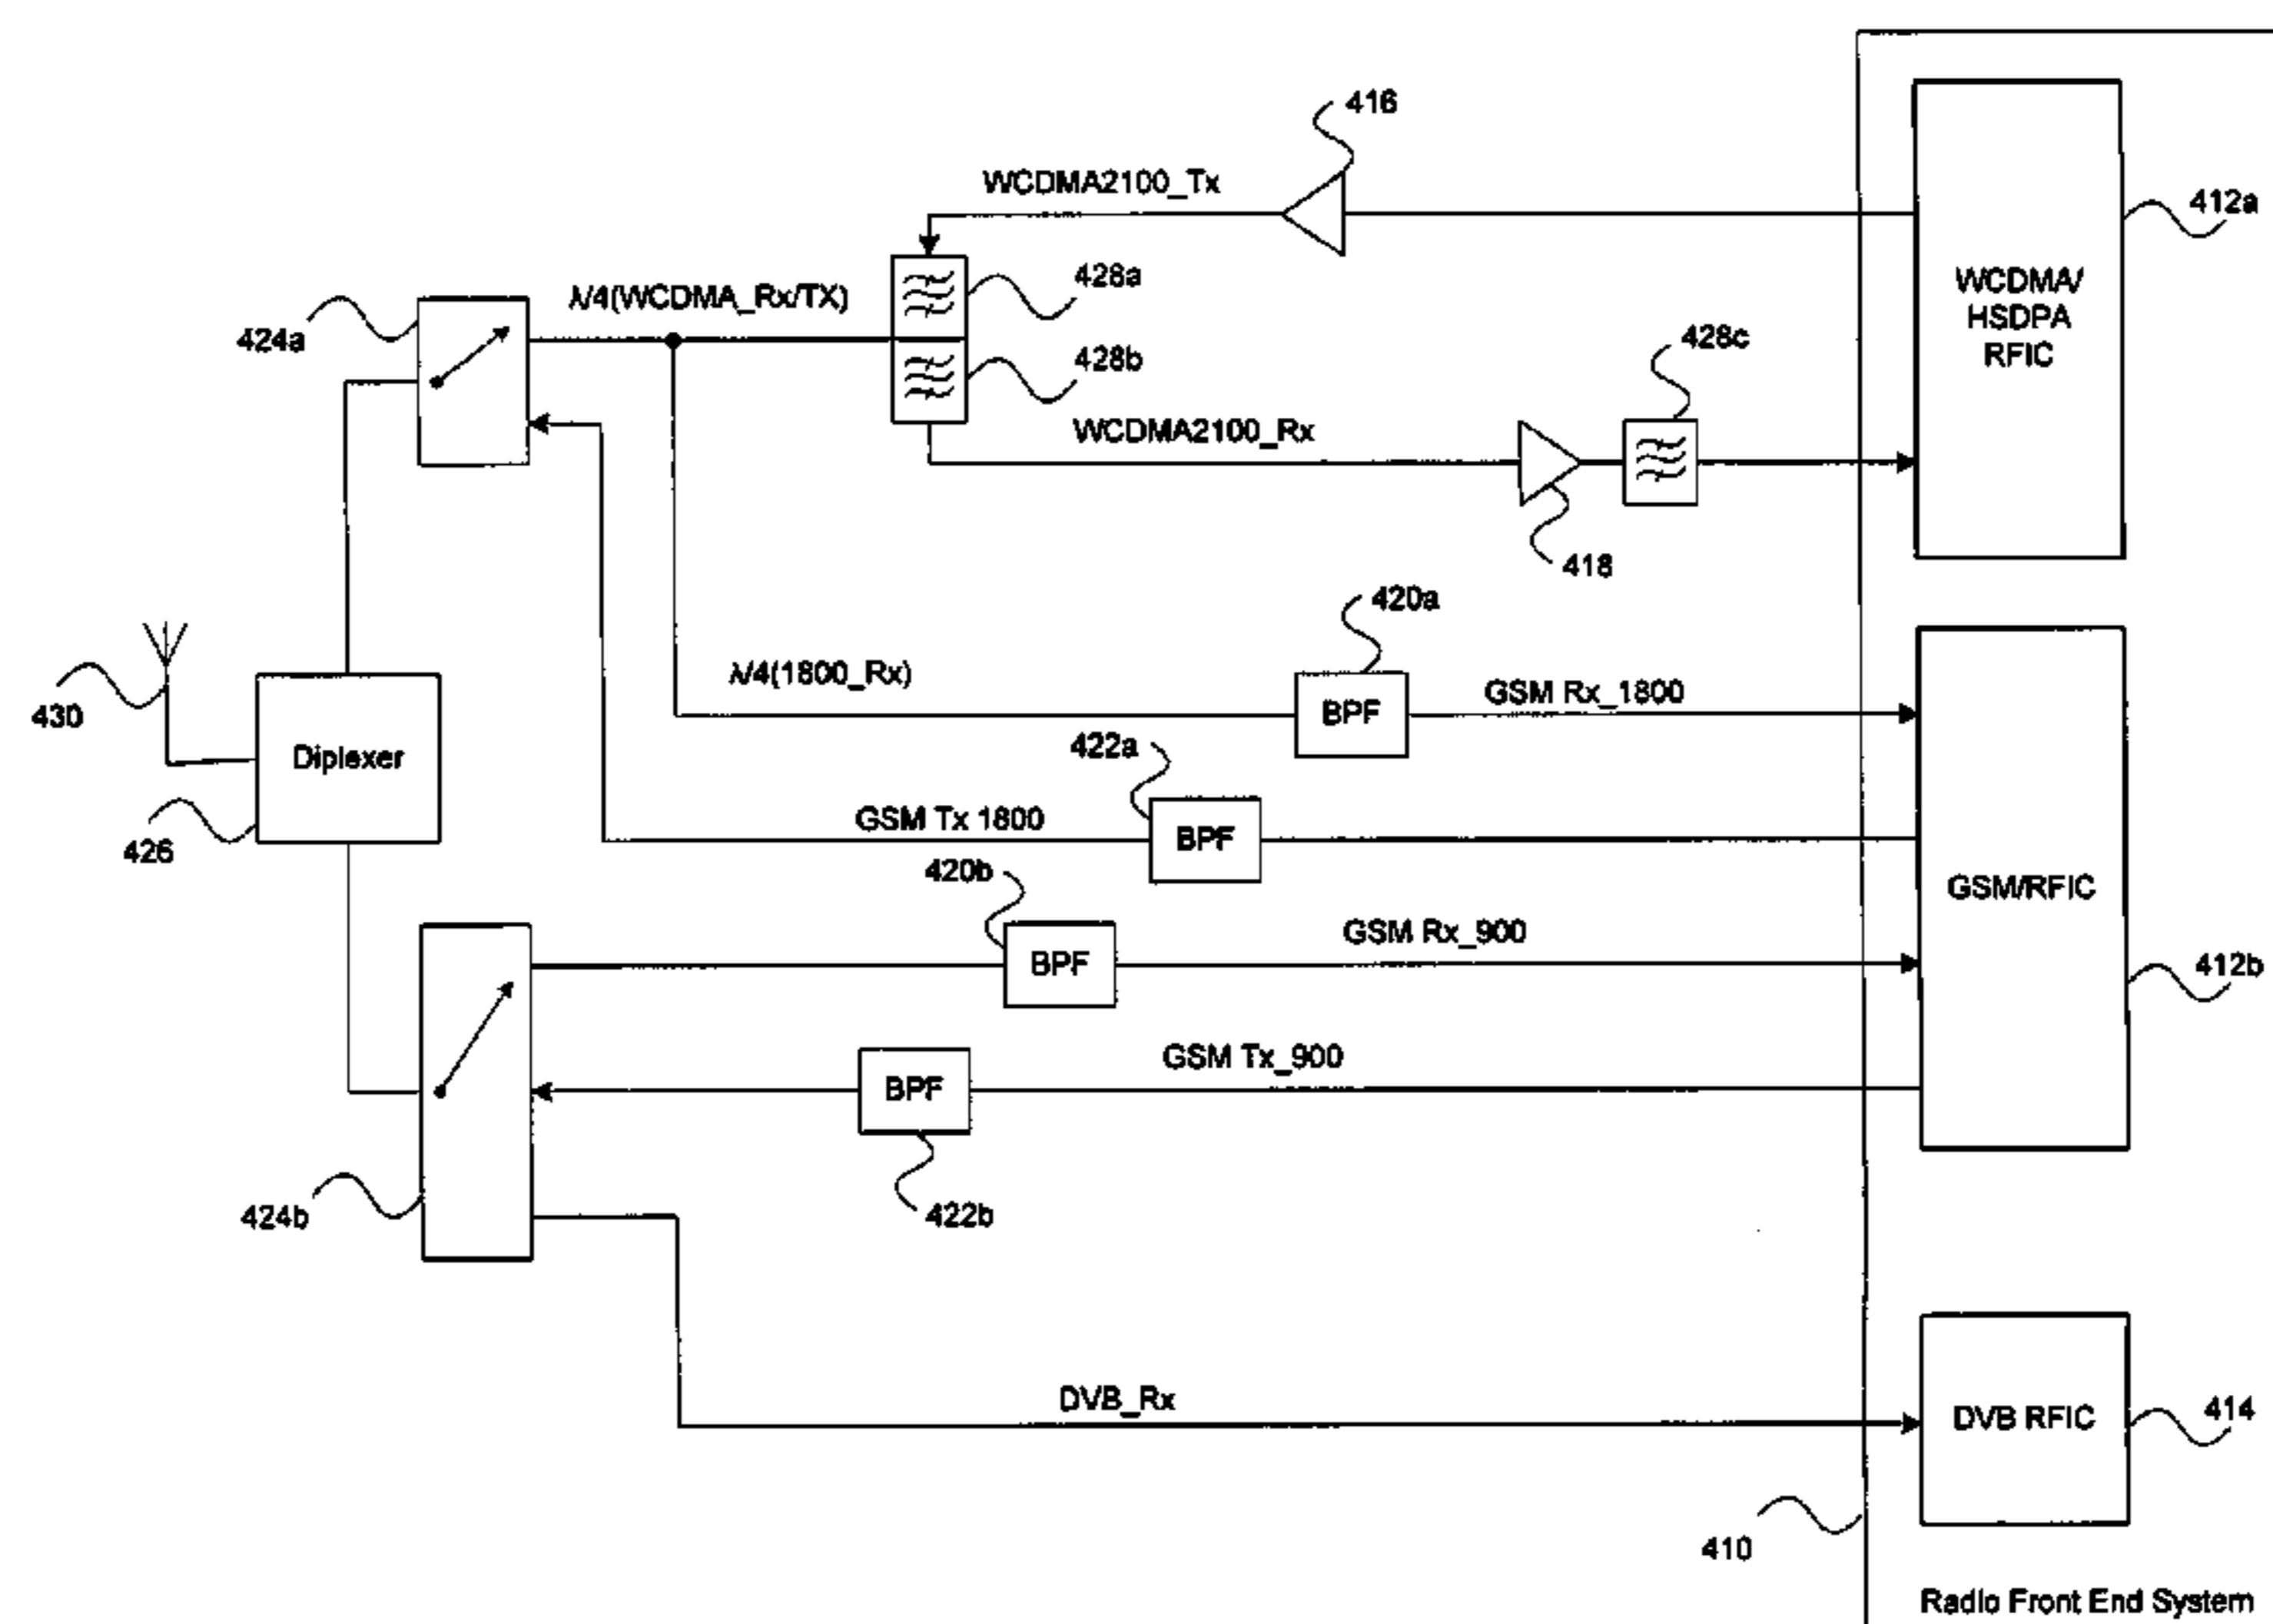 416
WCDMA2100_Tx
412a
WCDMA/
HSDPA
RFIC
428a
λ/4(WCDMA_Rx/TX)
424a
428b
428c
WCDMA2100_Rx
418
420a
λ/4(1800_Rx)
GSM Rx_1800
430
422a
Diplexer
BPF
GSM Tx 1800
BPF
426
420b
GSM/RFIC
GSM Rx_900
BPF
412b
GSM Tx_900
BPF
424b
422b
DVB_Rx
DVB RFIC
414
410
Radio Front End System